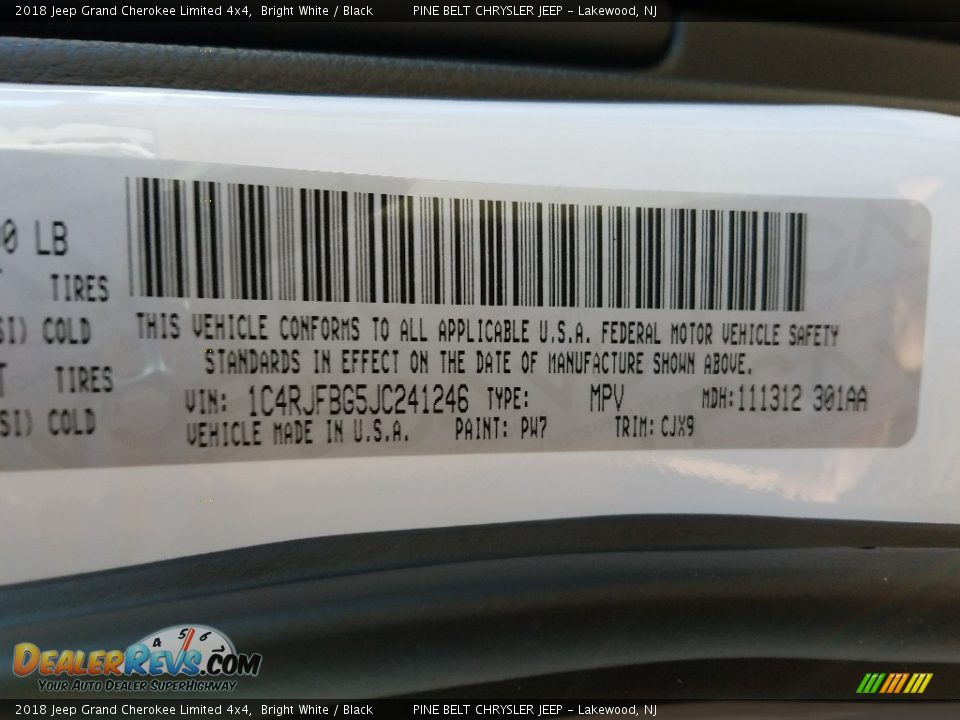 2018 Jeep Grand Cherokee Limited 4x4, Bright White / Black PINE BELT CHRYSLER JEEP – Lakewood, NJ
0 LB
TIRES
SI) COLD
THIS VEHICLE CONFORMS TO ALL APPLICABLE U.S.A. FEDERAL MOTOR VEHICLE SAFETY
STANDARDS IN EFFECT ON THE DATE OF MANUFACTURE SHOWN ABOVE.
TIRES
VIN: 1C4RJFBG5JC241246 TYPE: MPV MDH:111312 301AA
SI) COLD
VEHICLE MADE IN U.S.A. PAINT: PW7 TRIM: CJX9
4 5 6
DEALERREVS.COM
YOUR AUTO DEALER SUPERHIGHWAY
2018 Jeep Grand Cherokee Limited 4x4, Bright White / Black PINE BELT CHRYSLER JEEP – Lakewood, NJ